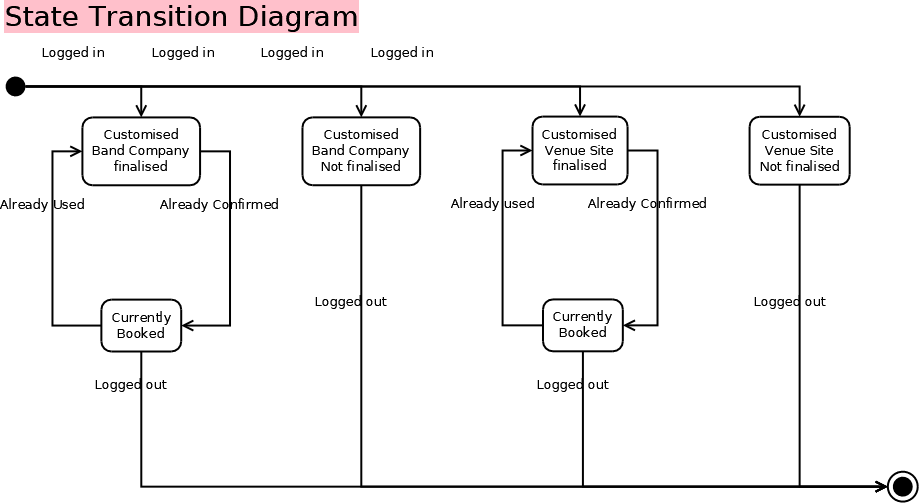 State Transition Diagram
Logged in
Logged in
Logged in
Logged in
Customised
Band Company
finalised
Customised
Band Company
Not finalised
Customised
Venue Site
finalised
Customised
Venue Site
Not finalised
Already Used
Already Confirmed
Already used
Already Confirmed
Logged out
Logged out
Currently
Booked
Currently
Booked
Logged out
Logged out